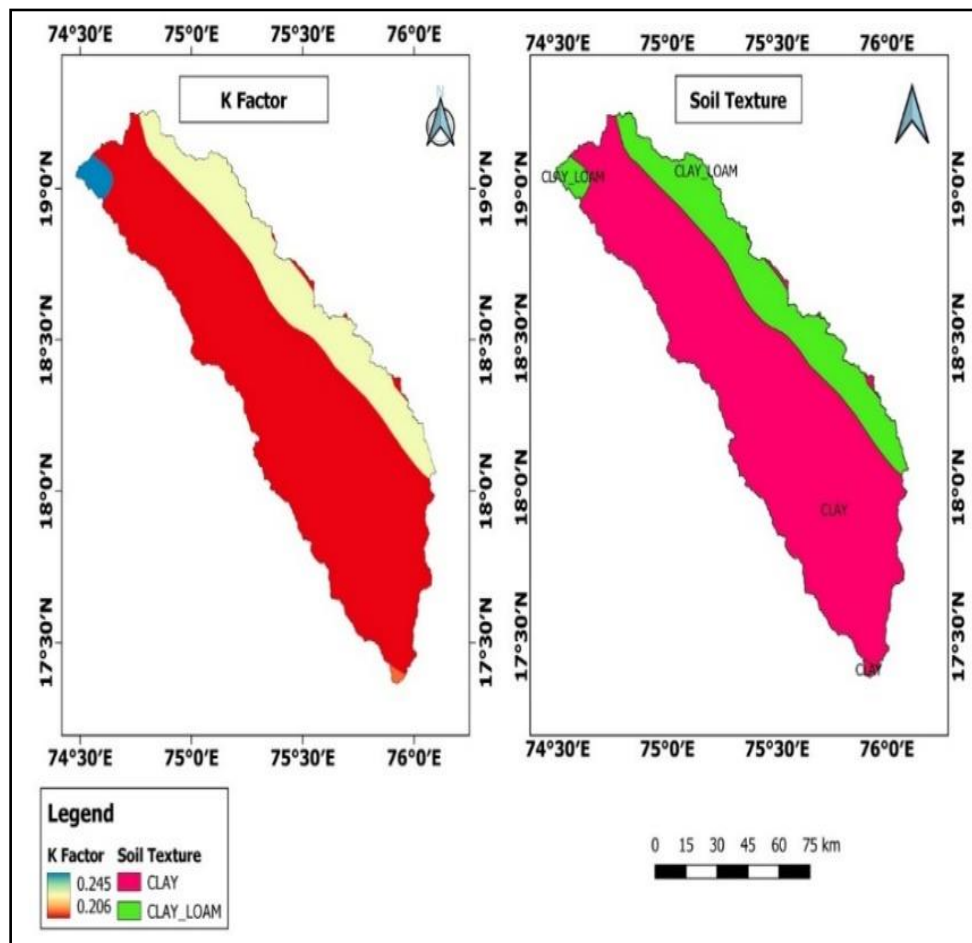 74°30’E 75°0’E 75°30’E 76°0’E
K Factor
N
19°0’N
18°30’N
18°0’N
17°30’N
19°0’N
18°30’N
18°0’N
17°30’N
74°30’E 75°0’E 75°30’E 76°0’E
74°30’E 75°0’E 75°30’E 76°0’E
Soil Texture
CLAY_LOAM
CLAY_LOAM
CLAY
CLAY
19°0’N
18°30’N
18°0’N
17°30’N
19°0’N
18°30’N
18°0’N
17°30’N
74°30’E 75°0’E 75°30’E 76°0’E
Legend
K Factor Soil Texture
0.245 CLAY
0.206 CLAY_LOAM
0 15 30 45 60 75 km